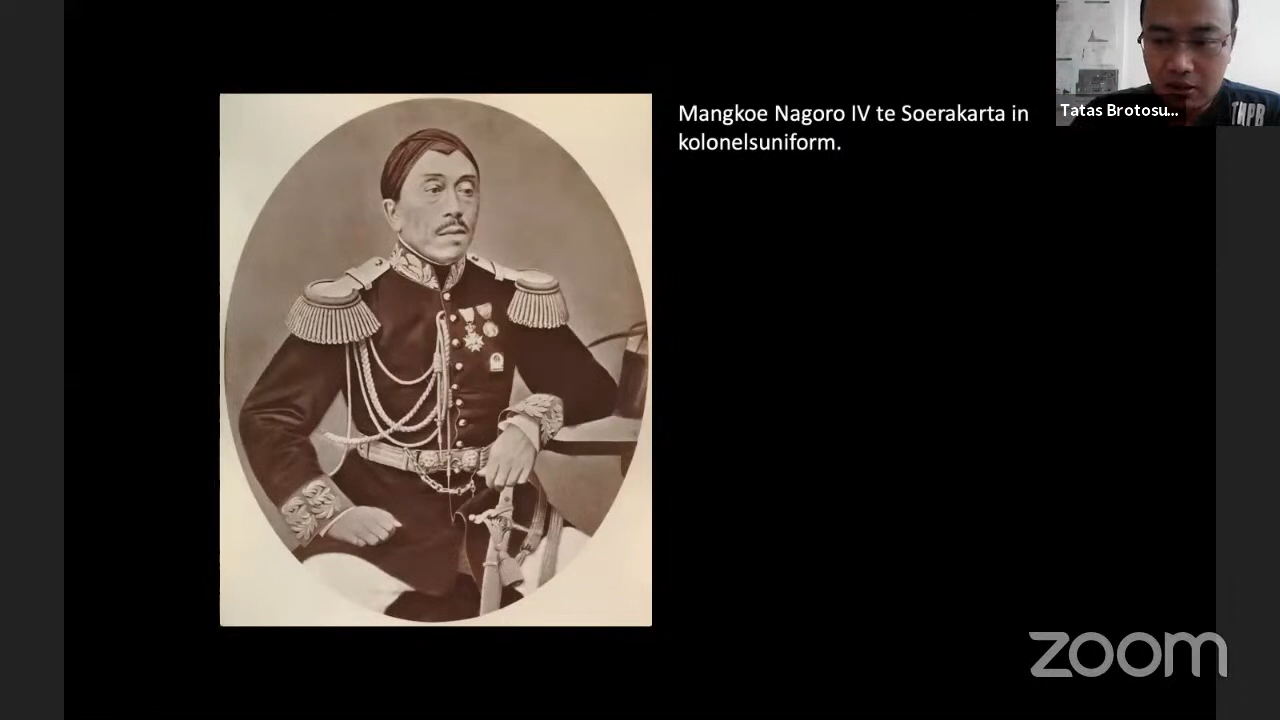 Mangkoe Nagoro IV te Soerakarta in
kolonelsuniform.
Tatas Brotosu...
zoom